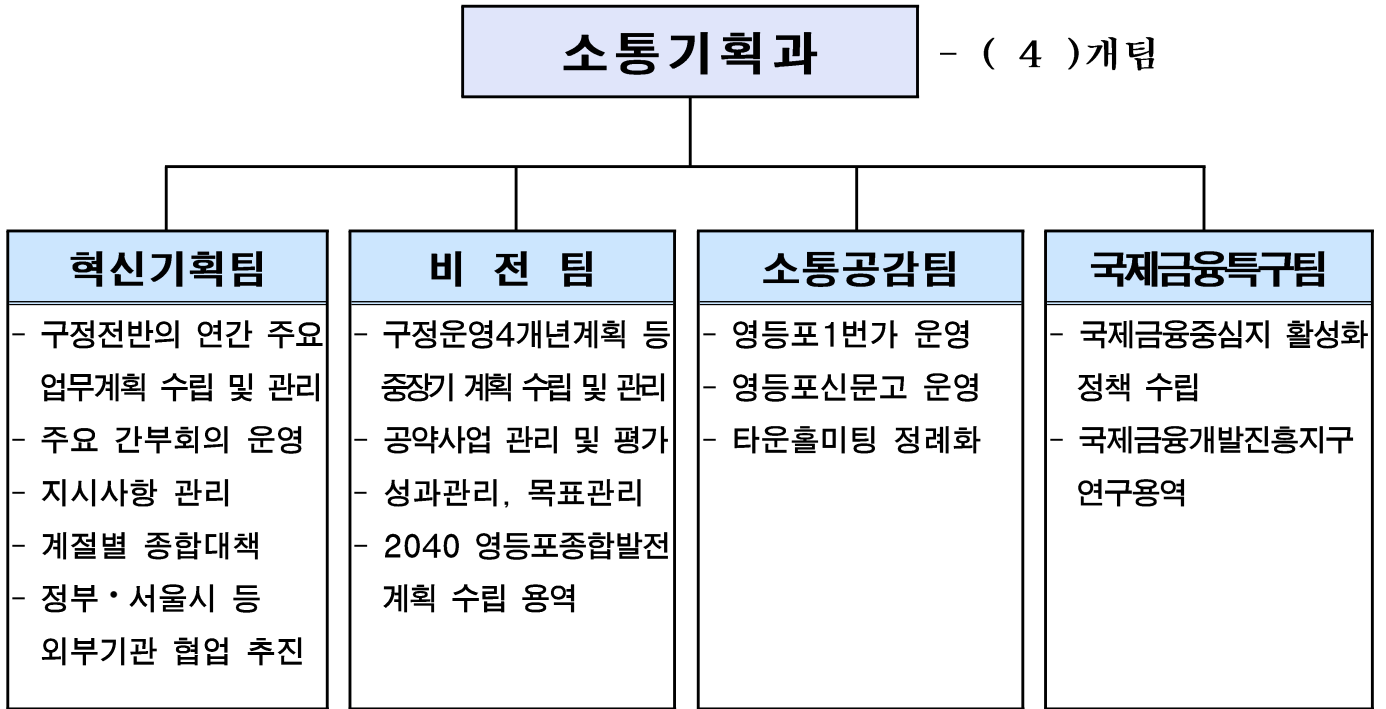 소통기획과
- ( 4 )개팀
혁신기획팀
- 구정전반의 연간 주요
업무계획 수립 및 관리
- 주요 간부회의 운영
- 지시사항 관리
- 계절별 종합대책
- 정부·서울시 등
외부기관 협업 추진
비 전 팀
- 구정운영4개년계획 등
중장기 계획 수립 및 관리
- 공약사업 관리 및 평가
- 성과관리, 목표관리
- 2040 영등포종합발전
계획 수립 용역
소통공감팀
- 영등포1번가 운영
- 영등포신문고 운영
- 타운홀미팅 정례화
국제금융특구팀
- 국제금융중심지 활성화
정책 수립
- 국제금융개발진흥지구
연구용역